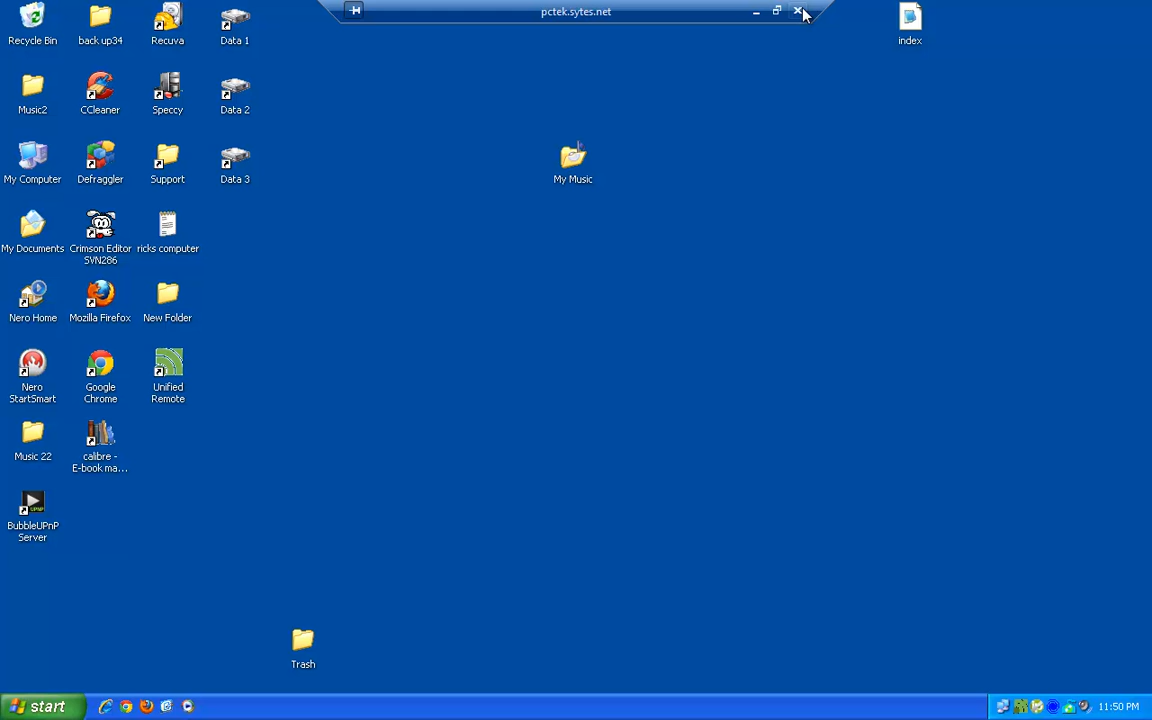 pctek.sytes.net
Recycle Bin
back up34
Recuva
Data 1
index
Music2
CCleaner
Speccy
Data 2
My Computer
Defraggler
Support
Data 3
My Music
My Documents
Crimson Editor
SVN286
ricks computer
Nero Home
Mozilla Firefox
New Folder
Nero
StartSmart
Google
Chrome
Unified
Remote
Music 22
calibre -
E-book ma...
UPNP
BubbleUPnP
Server
Trash
start
11:50 PM